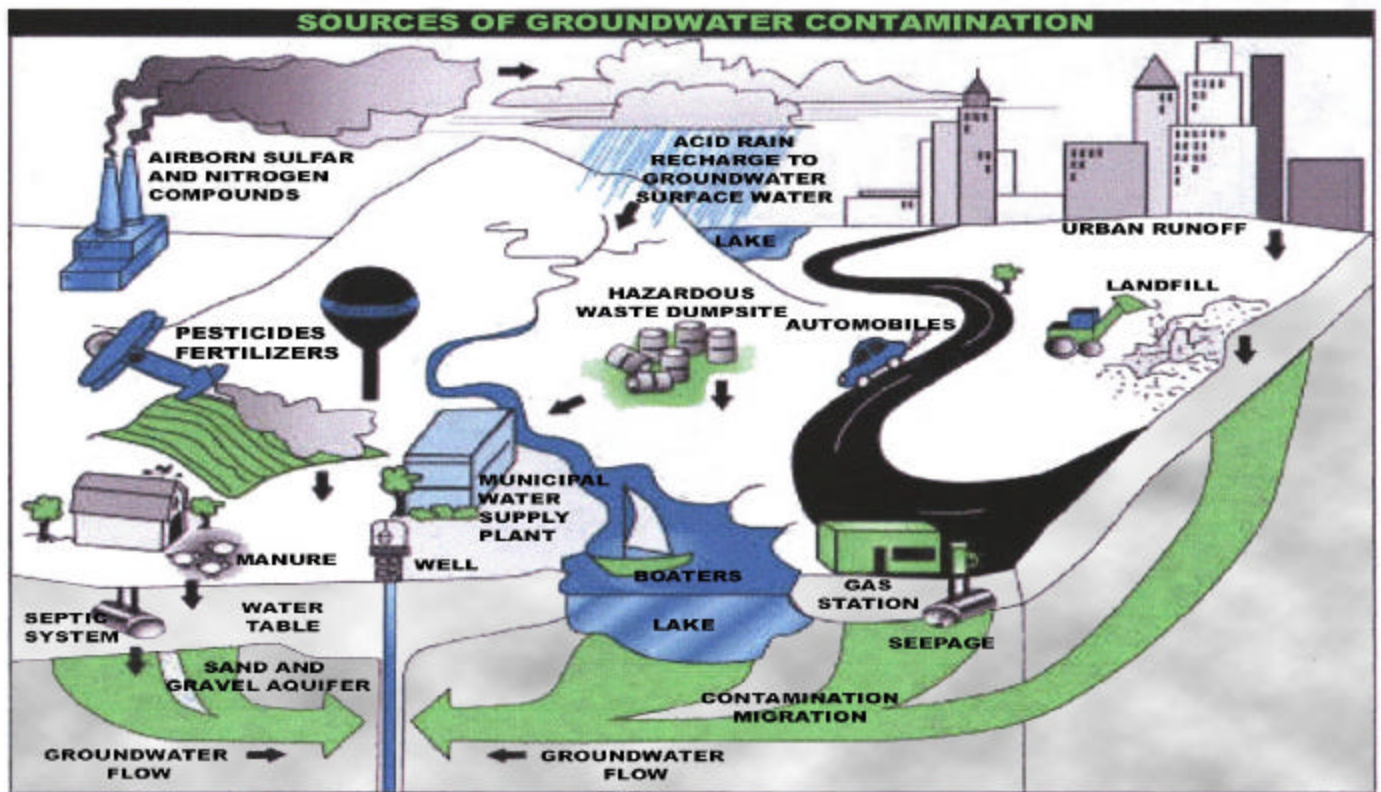 SOURCES OF GROUNDWATER CONTAMINATION
AIRBORN SULFAR
AND NITROGEN
COMPOUNDS
ACID RAIN
RECHARGE TO
GROUNDWATER
SURFACE WATER
LAKE
URBAN RUNOFF
LANDFILL
HAZARDOUS
WASTE DUMPSITE
AUTOMOBILES
PESTICIDES
FERTILIZERS
MUNICIPAL
WATER
SUPPLY
PLANT
MANURE
WELL
BOATERS
GAS
STATION
SEPTIC
SYSTEM
WATER
TABLE
LAKE
SEEPAGE
SAND AND
GRAVEL AQUIFER
CONTAMINATION
MIGRATION
GROUNDWATER
FLOW
GROUNDWATER
FLOW